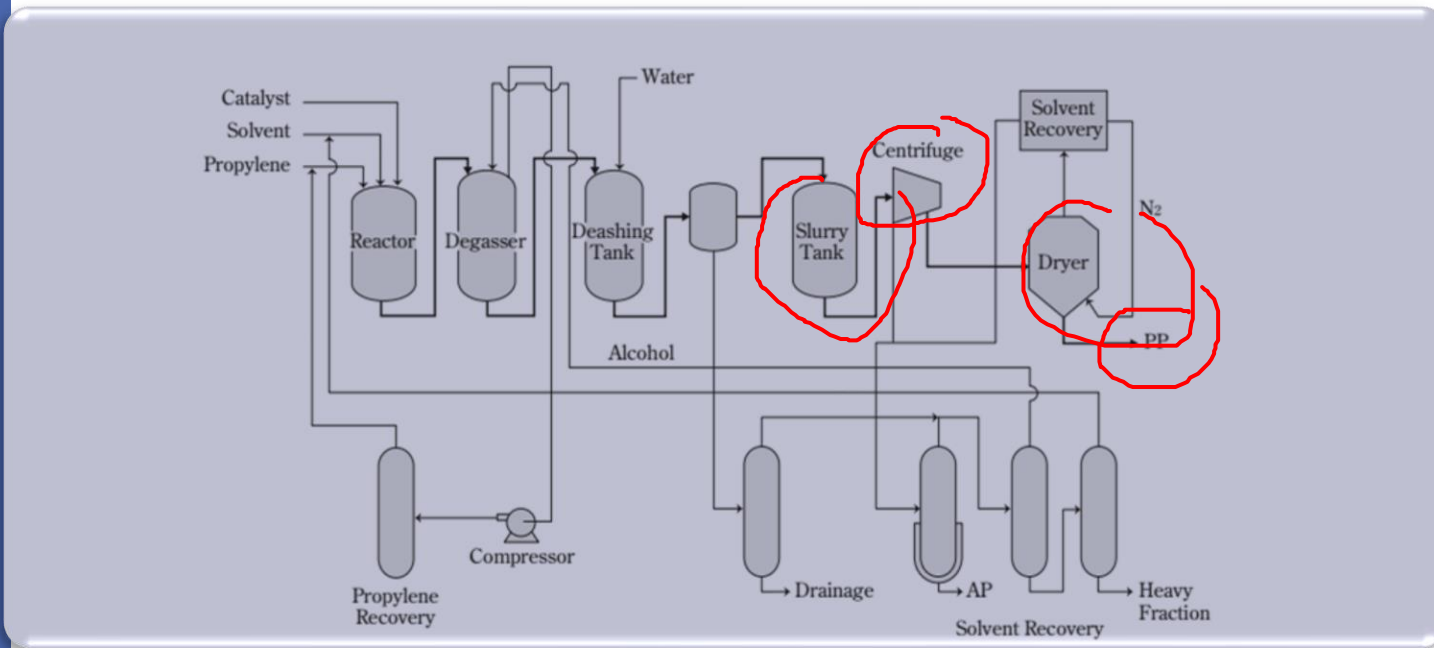 Water
Catalyst
Solvent
Propylene
Solvent
Recovery
Centrifuge
N2
Reactor
Degasser
Deashing
Tank
Slurry
Tank
Dryer
PP
Alcohol
Compressor
Propylene
Recovery
Drainage
AP
Heavy
Fraction
Solvent Recovery